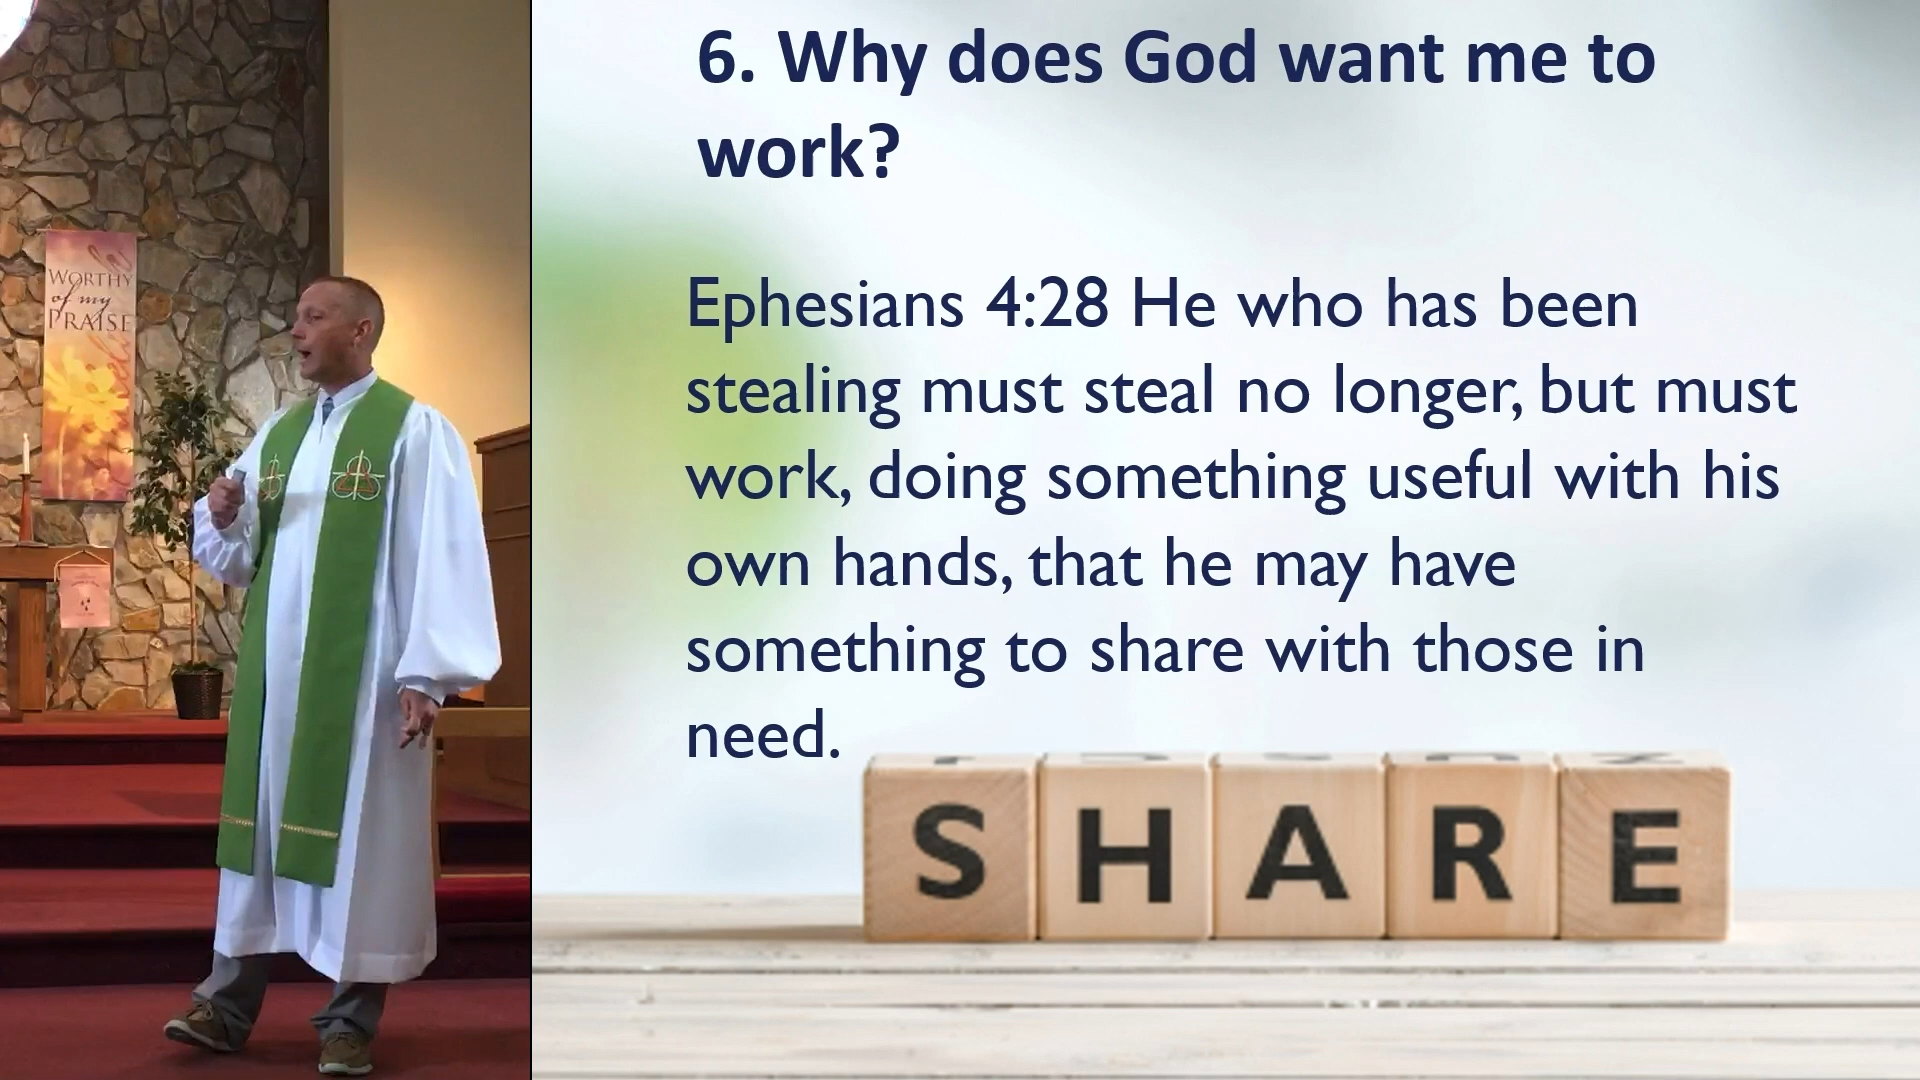 WORTHY
of my
PRAISE
6. Why does God want me to
work?
Ephesians 4:28 He who has been
stealing must steal no longer, but must
work, doing something useful with his
own hands, that he may have
something to share with those in
need.
SHARE